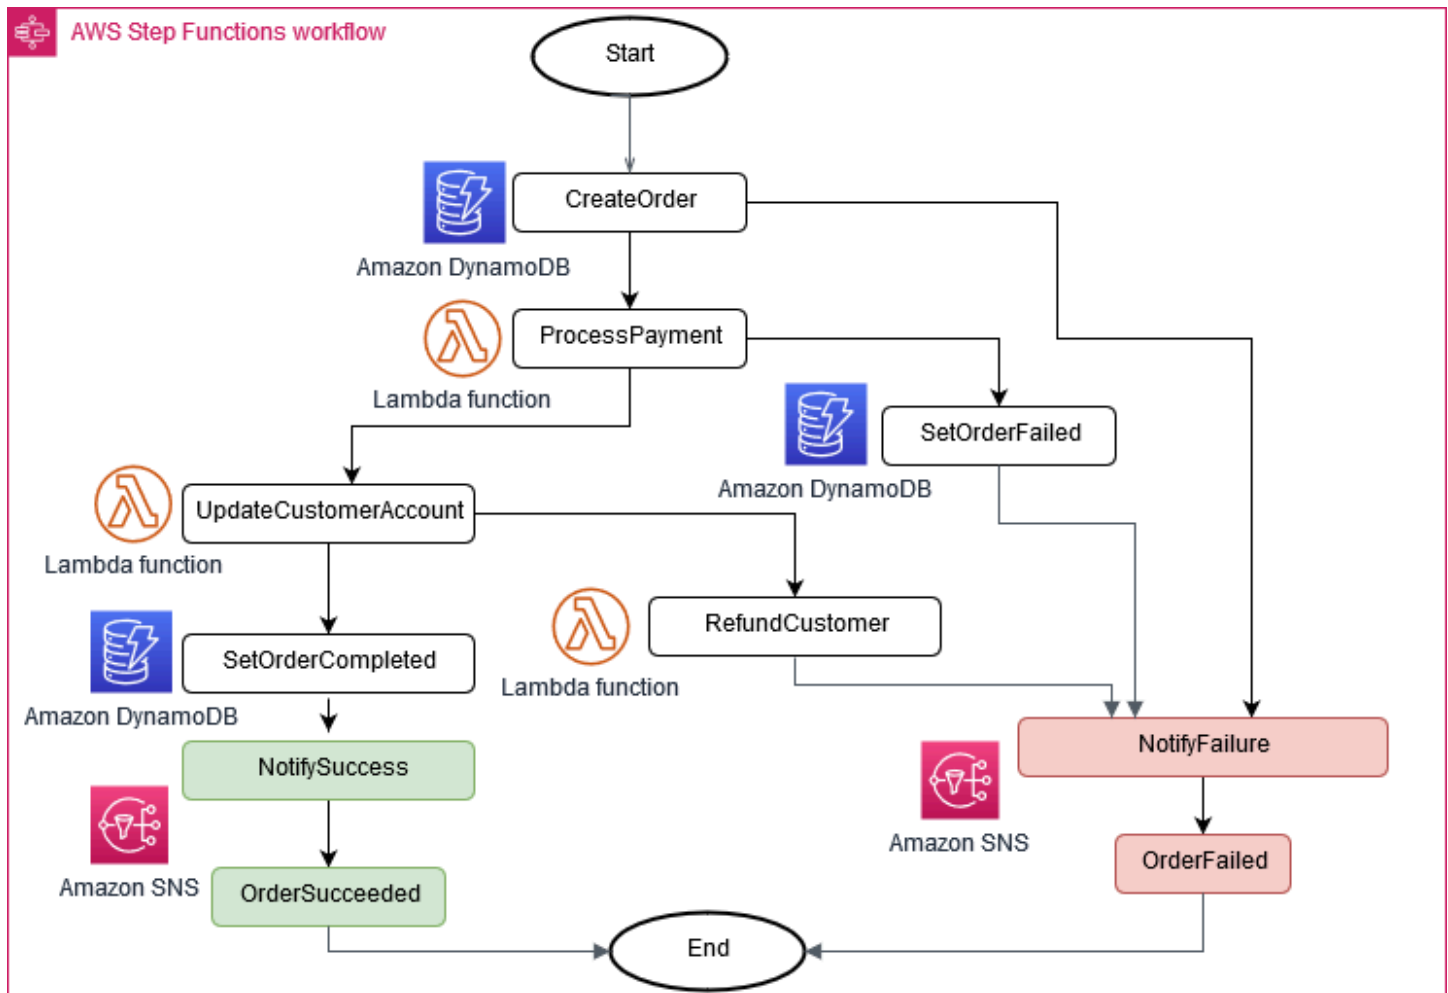 AWS Step Functions workflow
Start
CreateOrder
Amazon DynamoDB
ProcessPayment
Lambda function
SetOrderFailed
Amazon DynamoDB
UpdateCustomerAccount
Lambda function
RefundCustomer
Lambda function
SetOrderCompleted
Amazon DynamoDB
NotifyFailure
NotifySuccess
Amazon SNS
OrderFailed
Amazon SNS
OrderSucceeded
End